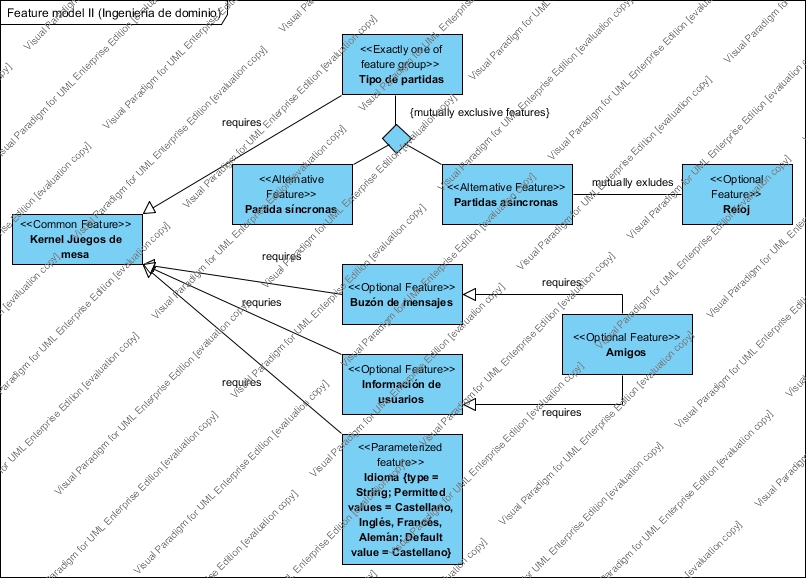 Feature model II (Ingeniería de dominio)
<<Exactly one of
feature group>>
Tipo de partidas
{mutually exclusive features}
requires
<<Alternative
Feature>>
Partida síncronas
<<Alternative Feature>>
Partidas asíncronas
mutually exludes
<<Optional
Feature>>
Reloj
<<Common Feature>>
Kernel Juegos de
mesa
requires
<<Optional Feature>>
Buzón de mensajes
requires
requries
<<Optional Feature>>
Amigos
<<Optional Feature>>
Información de
usuarios
requires
requires
<<Parameterized
feature>>
Idioma {type =
String; Permitted
values = Castellano,
Inglés, Francés,
Alemán; Default
value = Castellano}
Visual Paradigm for UML Enterprise Edition [evaluation copy]